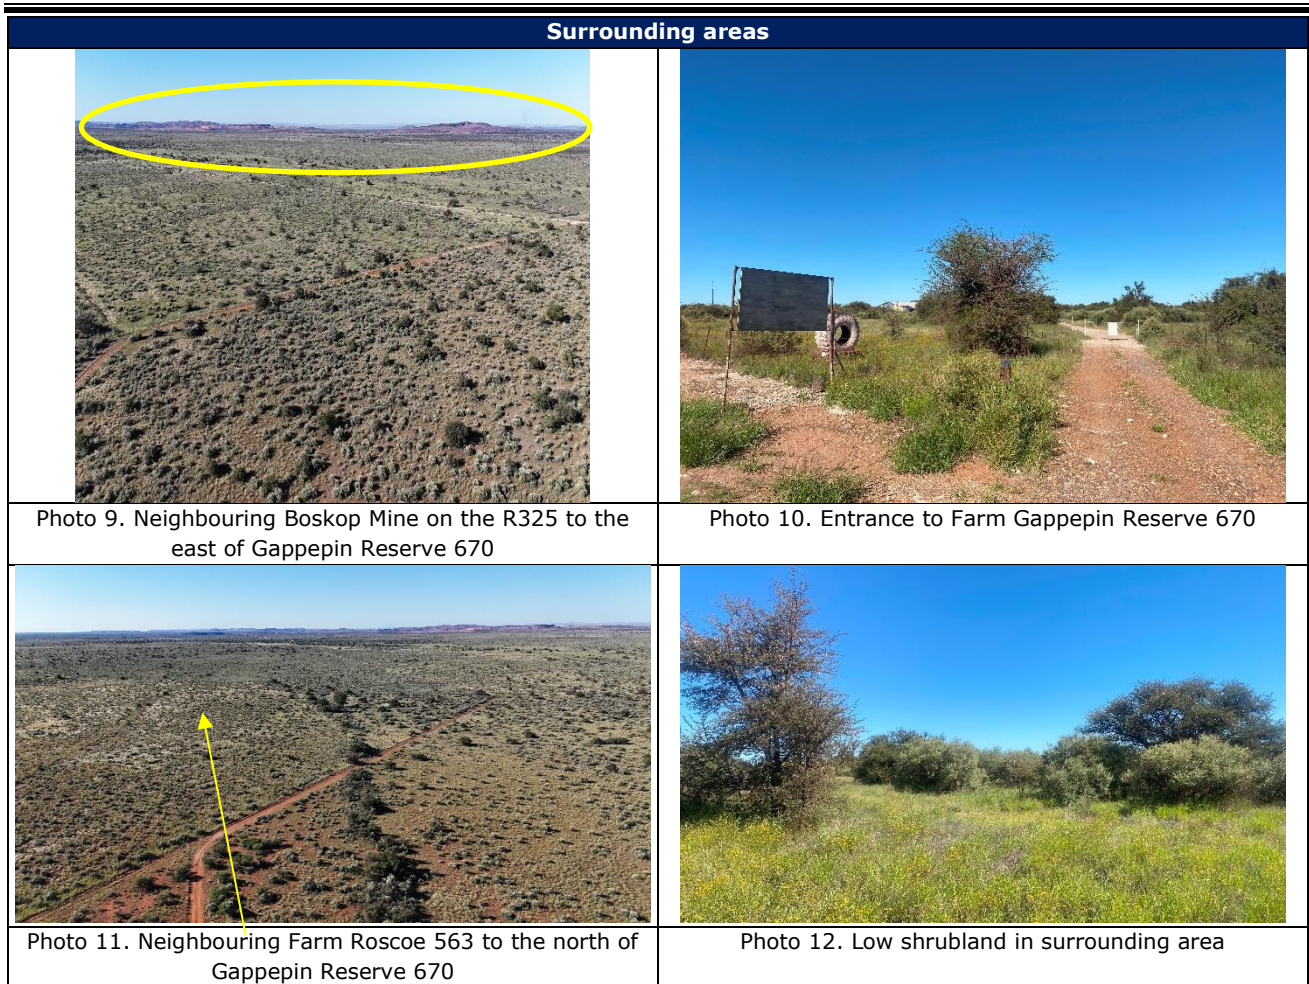 Surrounding areas
Photo 9. Neighbouring Boskop Mine on the R325 to the
east of Gappepin Reserve 670
Photo 10. Entrance to Farm Gappepin Reserve 670
Photo 11. Neighbouring Farm Roscoe 563 to the north of
Gappepin Reserve 670
Photo 12. Low shrubland in surrounding area